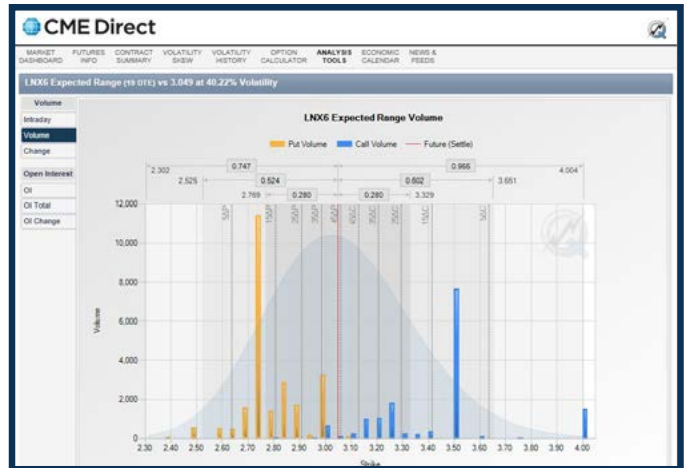 CME Direct
MARKET DASHBOARD
FUTURES INFO
CONTRACT SUMMARY
VOLATILITY SKEW
VOLATILITY HISTORY
OPTION CALCULATOR
ANALYSIS TOOLS
ECONOMIC CALENDAR
NEWS & FEEDS
LNX6 Expected Range (19 DTE) vs 3.049 at 40.22% Volatility
Volume
Intraday
Volume
Change
Open Interest
OI
OI Total
OI Change
LNX6 Expected Range Volume
Put Volume Call Volume Future (Settle)
2.302 0.747 0.966 4.004
2.525 0.524 0.602 3.651
2.769 0.280 0.280 3.329
12,000
10,000
8,000
6,000
4,000
2,000
0
Volume
2.30 2.40 2.50 2.60 2.70 2.80 2.90 3.00 3.10 3.20 3.30 3.40 3.50 3.60 3.70 3.80 3.90 4.00
Strike